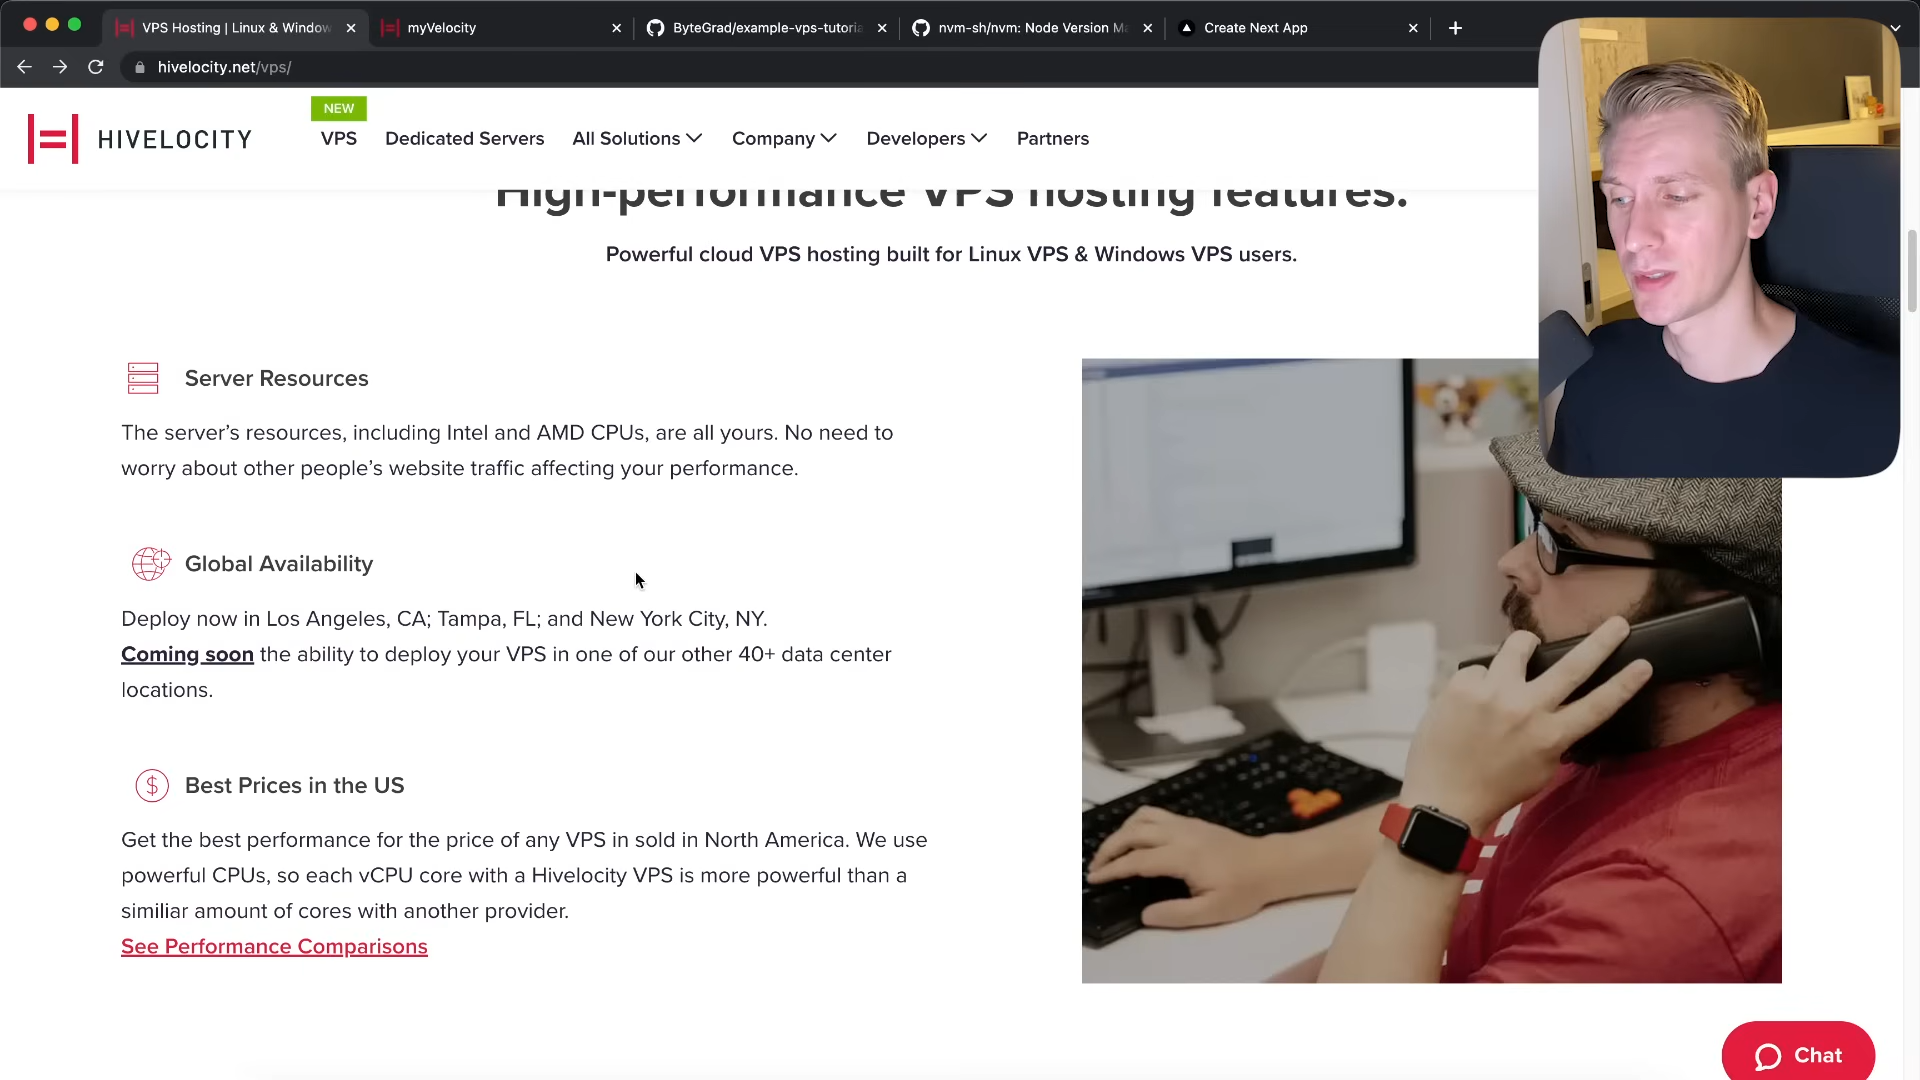 VPS Hosting | Linux & Window
myVelocity
ByteGrad/example-vps-tutoria
nvm-sh/nvm: Node Version Ma
Create Next App
hivelocity.net/vps/
NEW
HIVELOCITY
VPS
Dedicated Servers
All Solutions
Company
Developers
Partners
High-performance VPS hosting features.
Powerful cloud VPS hosting built for Linux VPS & Windows VPS users.
Server Resources
The server’s resources, including Intel and AMD CPUs, are all yours. No need to
worry about other people’s website traffic affecting your performance.
Global Availability
Deploy now in Los Angeles, CA; Tampa, FL; and New York City, NY.
Coming soon the ability to deploy your VPS in one of our other 40+ data center
locations.
$ Best Prices in the US
Get the best performance for the price of any VPS in sold in North America. We use
powerful CPUs, so each vCPU core with a Hivelocity VPS is more powerful than a
similiar amount of cores with another provider.
See Performance Comparisons
Chat